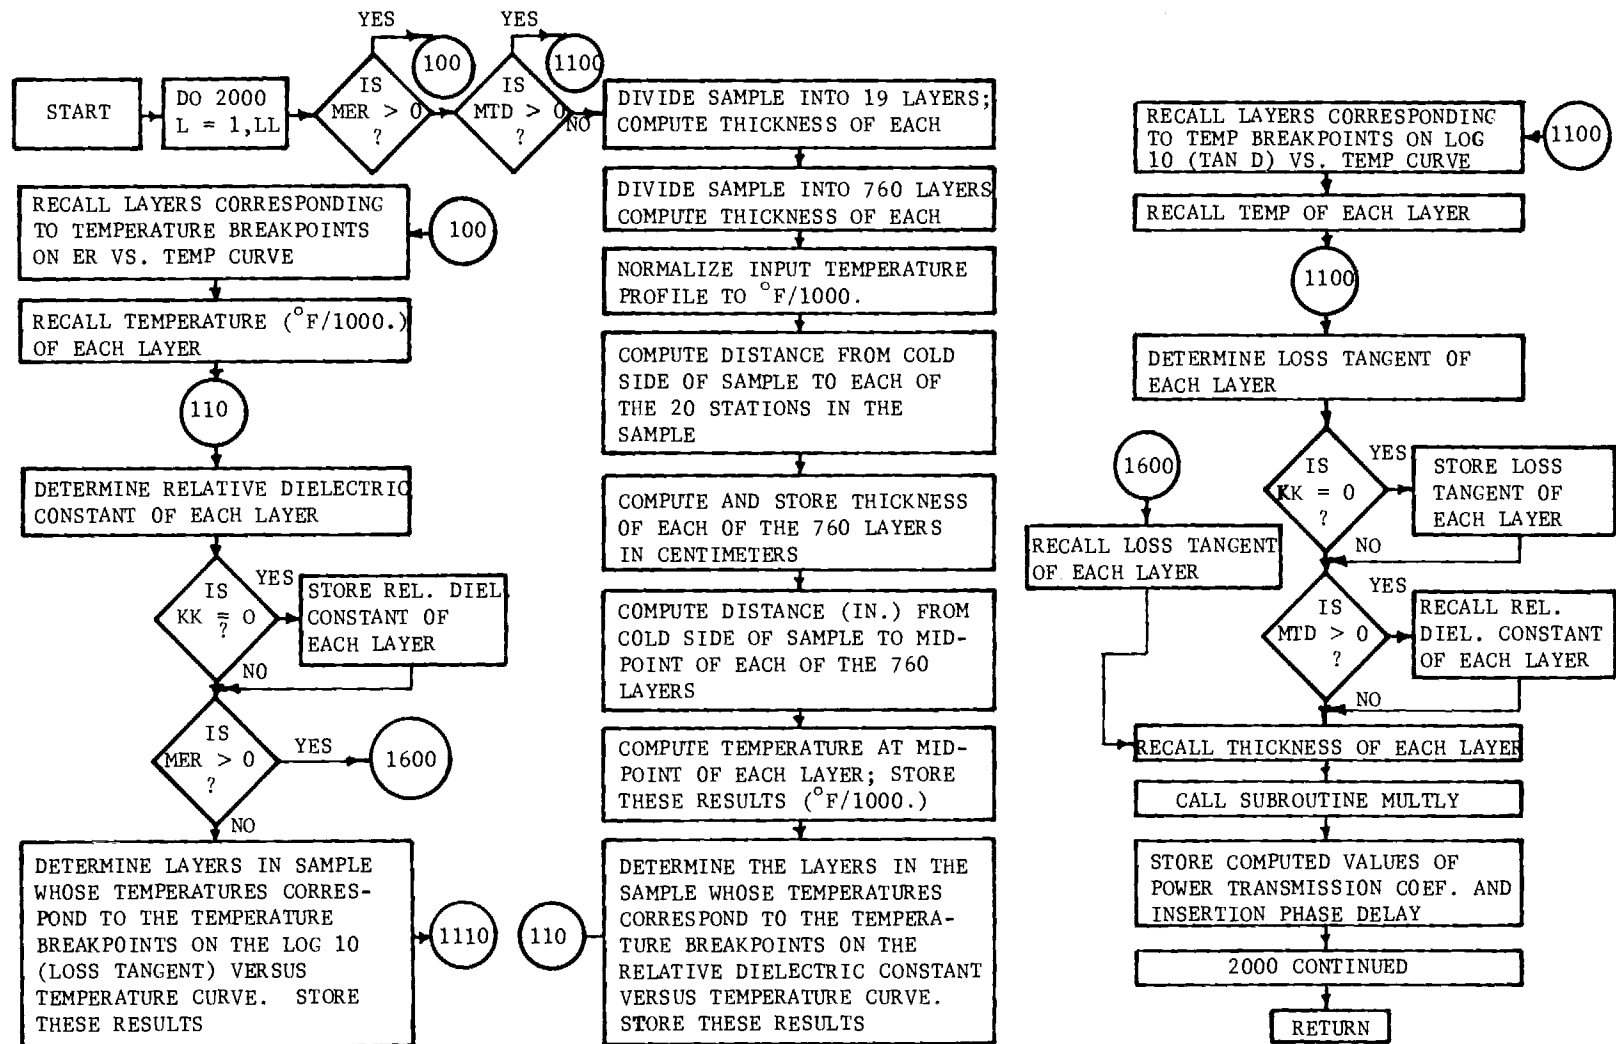 START
DO 2000
L = 1,LL
IS
MER > 0
?
YES
100
IS
MTD > 0
?
YES
1100
NO
RECALL LAYERS CORRESPONDING
TO TEMPERATURE BREAKPOINTS
ON ER VS. TEMP CURVE
100
RECALL TEMPERATURE (°F/1000.)
OF EACH LAYER
110
DETERMINE RELATIVE DIELECTRIC
CONSTANT OF EACH LAYER
IS
KK = 0
?
YES
STORE REL. DIEL.
CONSTANT OF
EACH LAYER
NO
IS
MER > 0
?
YES
1600
NO
DETERMINE LAYERS IN SAMPLE
WHOSE TEMPERATURES CORRES-
POND TO THE TEMPERATURE
BREAKPOINTS ON THE LOG 10
(LOSS TANGENT) VERSUS
TEMPERATURE CURVE. STORE
THESE RESULTS
1110
DIVIDE SAMPLE INTO 19 LAYERS;
COMPUTE THICKNESS OF EACH
DIVIDE SAMPLE INTO 760 LAYERS
COMPUTE THICKNESS OF EACH
NORMALIZE INPUT TEMPERATURE
PROFILE TO °F/1000.
COMPUTE DISTANCE FROM COLD
SIDE OF SAMPLE TO EACH OF
THE 20 STATIONS IN THE
SAMPLE
COMPUTE AND STORE THICKNESS
OF EACH OF THE 760 LAYERS
IN CENTIMETERS
COMPUTE DISTANCE (IN.) FROM
COLD SIDE OF SAMPLE TO MID-
POINT OF EACH OF THE 760
LAYERS
COMPUTE TEMPERATURE AT MID-
POINT OF EACH LAYER; STORE
THESE RESULTS (°F/1000.)
110
DETERMINE THE LAYERS IN THE
SAMPLE WHOSE TEMPERATURES
CORRESPOND TO THE TEMPERA-
TURE BREAKPOINTS ON THE
RELATIVE DIELECTRIC CONSTANT
VERSUS TEMPERATURE CURVE.
STORE THESE RESULTS
RECALL LAYERS CORRESPONDING
TO TEMP BREAKPOINTS ON LOG
10 (TAN D) VS. TEMP CURVE
1100
RECALL TEMP OF EACH LAYER
1100
DETERMINE LOSS TANGENT OF
EACH LAYER
IS
KK = 0
?
YES
STORE LOSS
TANGENT OF
EACH LAYER
NO
1600
RECALL LOSS TANGENT
OF EACH LAYER
IS
MTD > 0
?
YES
RECALL REL.
DIEL. CONSTANT
OF EACH LAYER
NO
RECALL THICKNESS OF EACH LAYER
CALL SUBROUTINE MULTLY
STORE COMPUTED VALUES OF
POWER TRANSMISSION COEF. AND
INSERTION PHASE DELAY
2000 CONTINUED
RETURN